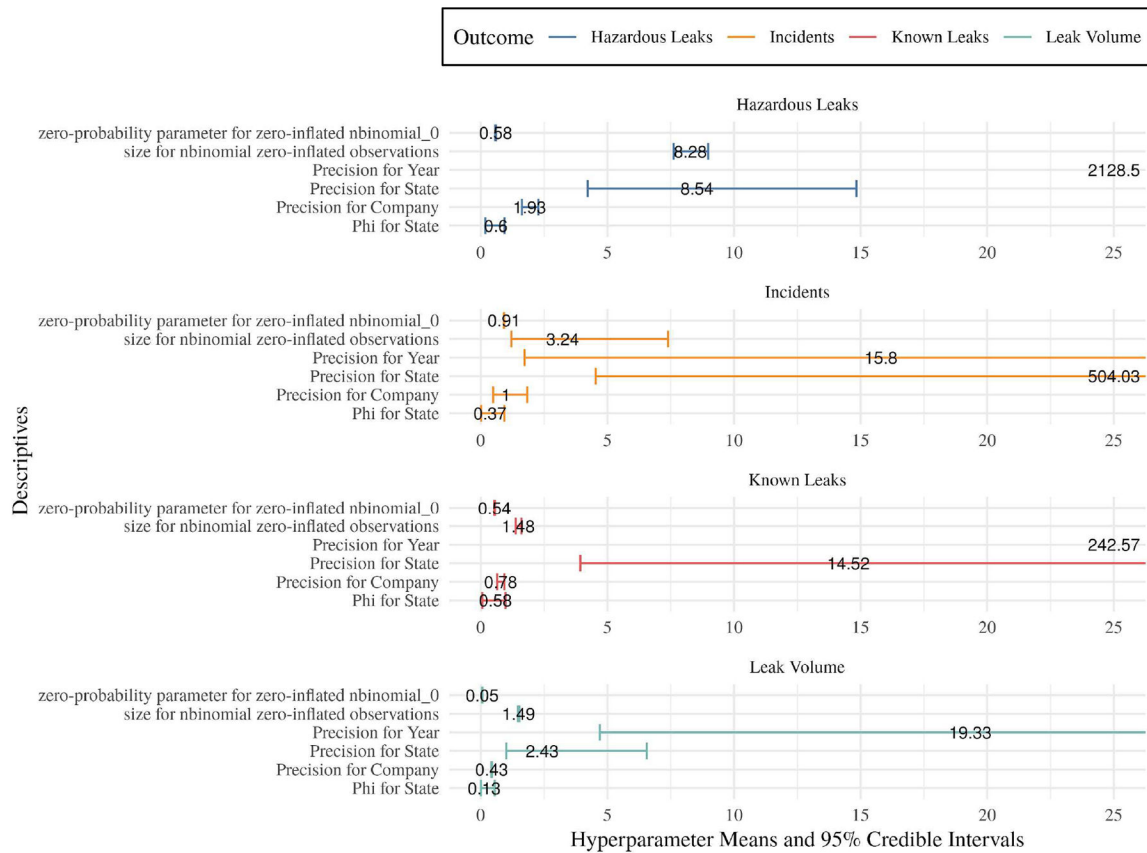 Outcome Hazardous Leaks Incidents Known Leaks Leak Volume
Hazardous Leaks
zero-probability parameter for zero-inflated nbinomial_0 0.58
size for nbinomial zero-inflated observations 8.28
Precision for Year 2128.5
Precision for State 8.54
Precision for Company 1.93
Phi for State 0.6
0 5 10 15 20 25
Incidents
zero-probability parameter for zero-inflated nbinomial_0 0.91
size for nbinomial zero-inflated observations 3.24
Precision for Year 15.8
Precision for State 504.03
Precision for Company 1
Phi for State 0.37
0 5 10 15 20 25
Descriptives
Known Leaks
zero-probability parameter for zero-inflated nbinomial_0 0.54
size for nbinomial zero-inflated observations 1.48
Precision for Year 242.57
Precision for State 14.52
Precision for Company 0.78
Phi for State 0.58
0 5 10 15 20 25
Leak Volume
zero-probability parameter for zero-inflated nbinomial_0 0.05
size for nbinomial zero-inflated observations 1.49
Precision for Year 19.33
Precision for State 2.43
Precision for Company 0.43
Phi for State 0.13
0 5 10 15 20 25
Hyperparameter Means and 95% Credible Intervals